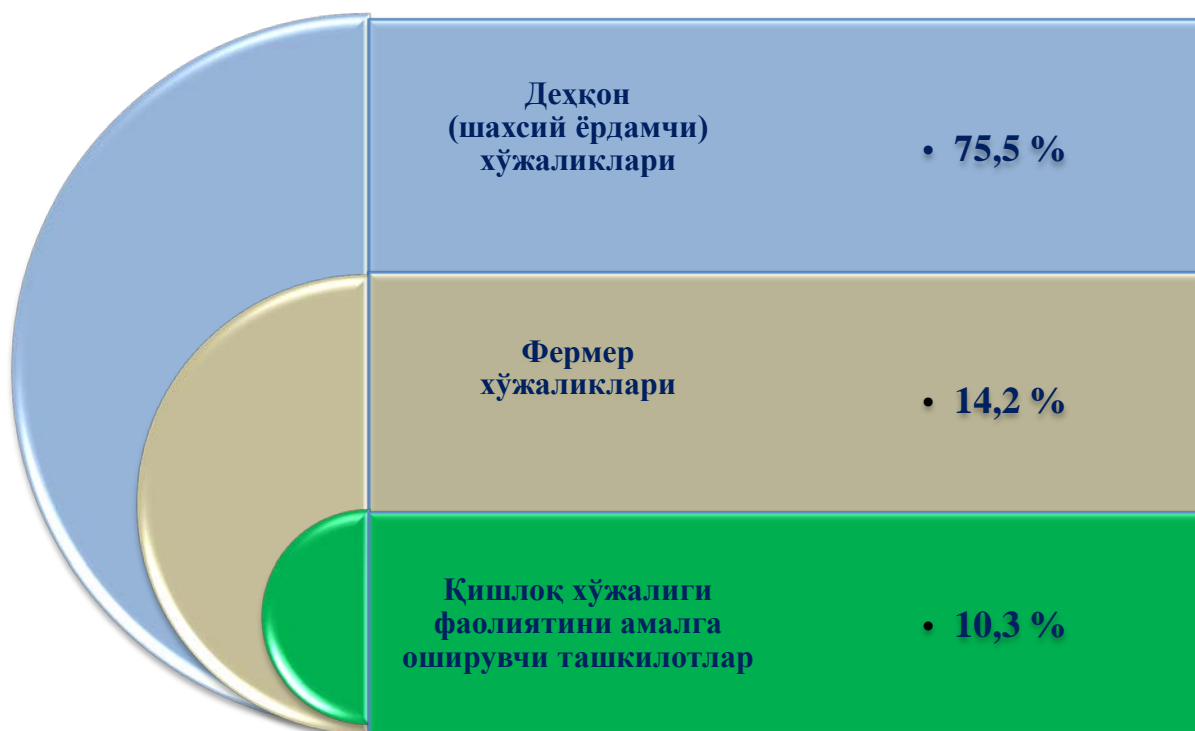 Деҳқон
(шахсий ёрдамчи)
хўжаликлари
• 75,5 %
Фермер
хўжаликлари
• 14,2 %
Қишлоқ хўжалиги
фаолиятини амалга
оширувчи ташкилотлар
• 10,3 %